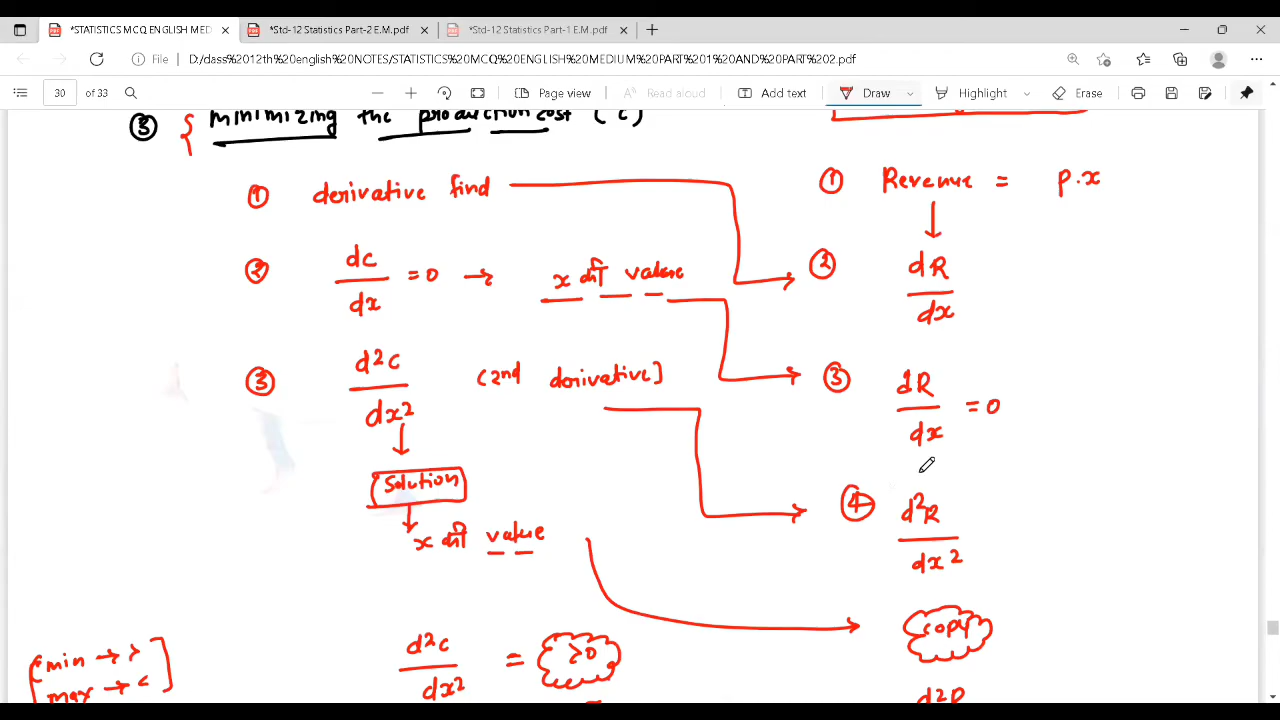 *STATISTICS MCQ ENGLISH MED
*Std-12 Statistics Part-2 E.M.pdf
*Std-12 Statistics Part-1 E.M.pdf
File
D:/dass%2012th%20english%20NOTES/STATISTICS%20MCQ%20ENGLISH%20MEDIUM%20PART%201%20AND%20PART%202.pdf
30 of 33
Page view
Read aloud
Add text
Draw
Highlight
Erase
③ { minimizing the production cost (c)
① derivative find
② dc/dx = 0 → x value
③ d²c/dx² (2nd derivative]
Solution
x value
d²c/dx² = >0
[min → >
max → <
① Revenue = p.x
② dR/dx
③ dR/dx = 0
④ d²R/dx²
copy
d²R